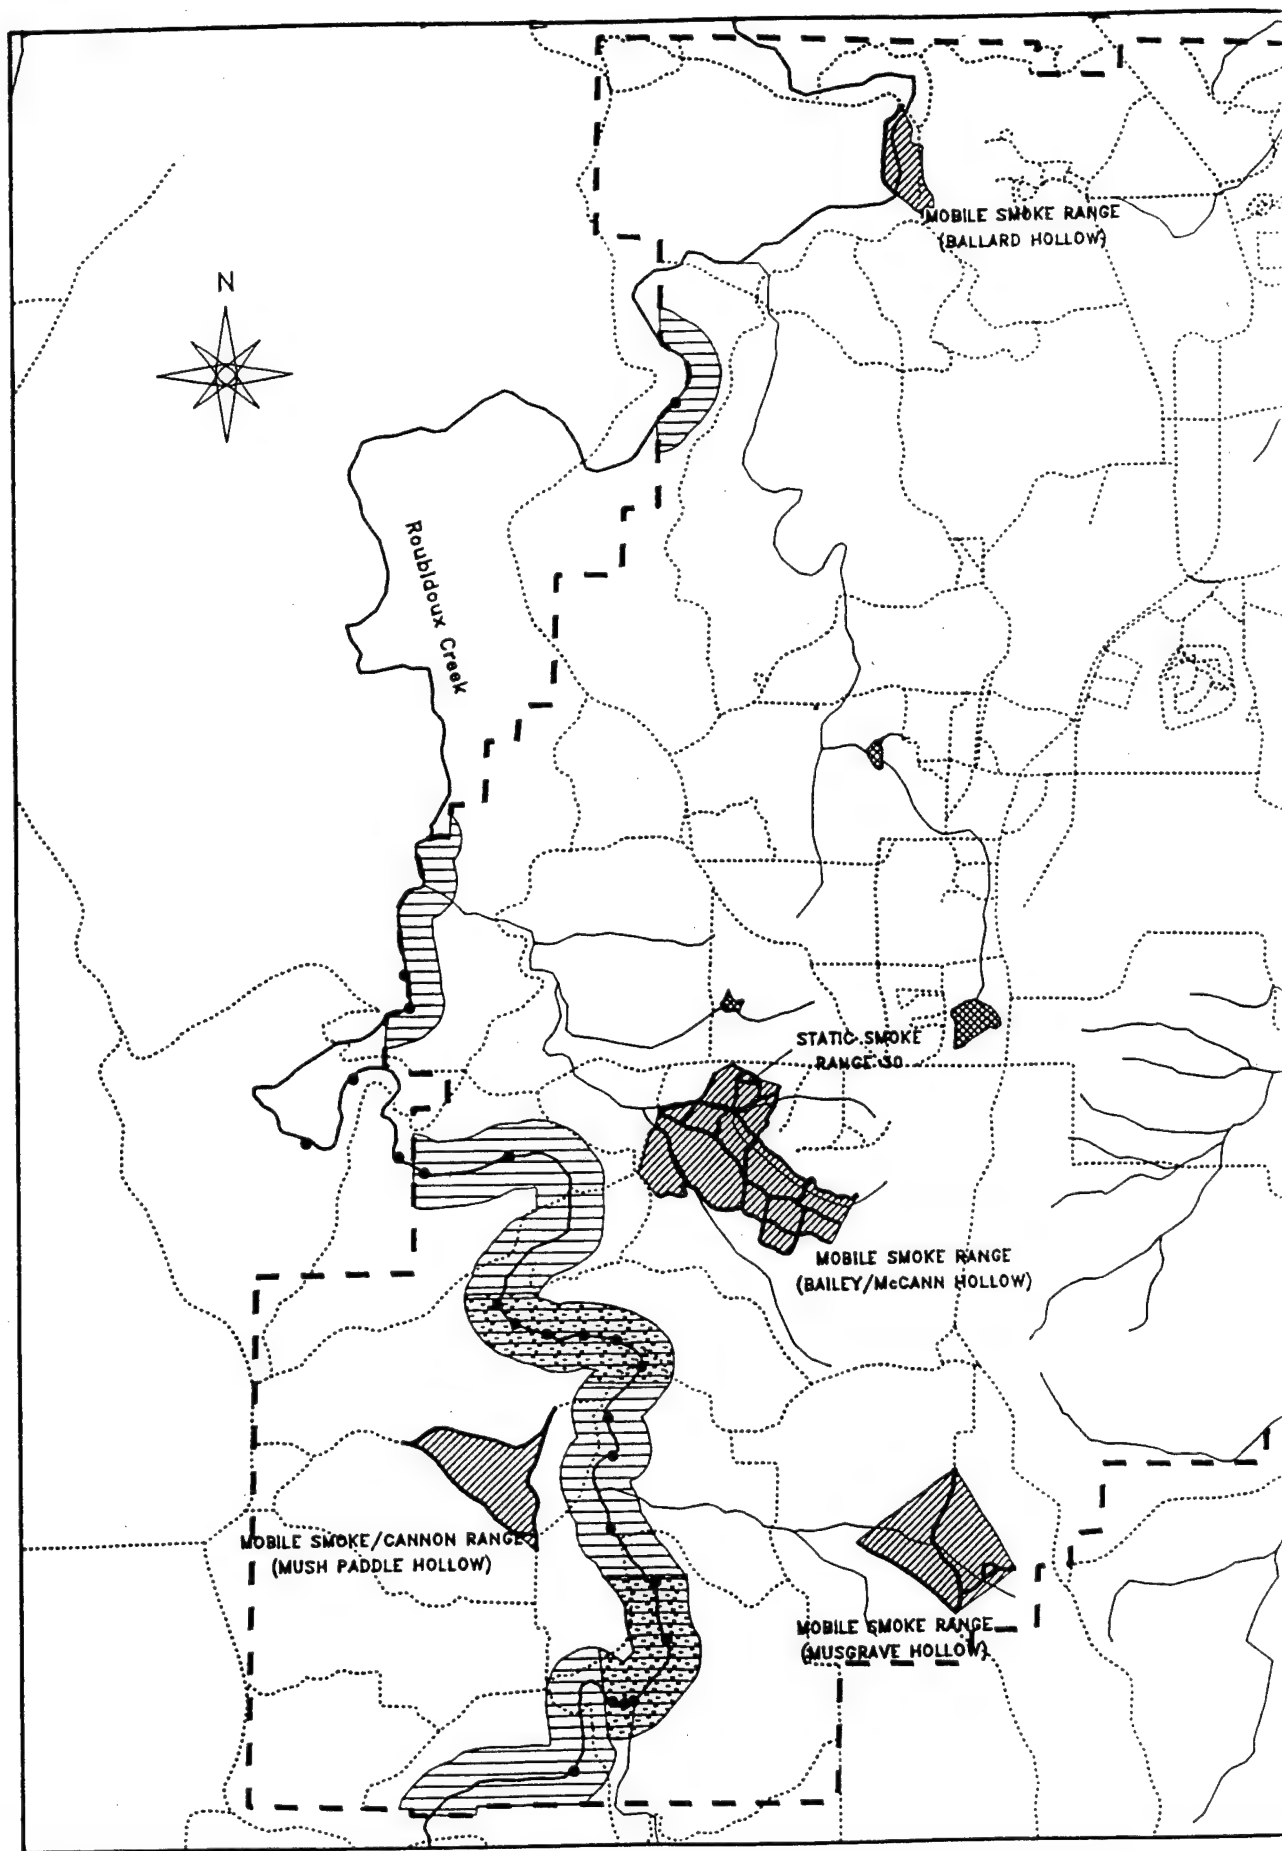 MOBILE SMOKE RANGE
(BALLARD HOLLOW)
N
Roubidoux Creek
STATIC SMOKE
RANGE 30
MOBILE SMOKE RANGE
(BAILEY/McCANN HOLLOW)
MOBILE SMOKE/CANNON RANGE
(MUSH PADDLE HOLLOW)
MOBILE SMOKE RANGE
(MUSGRAVE HOLLOW)